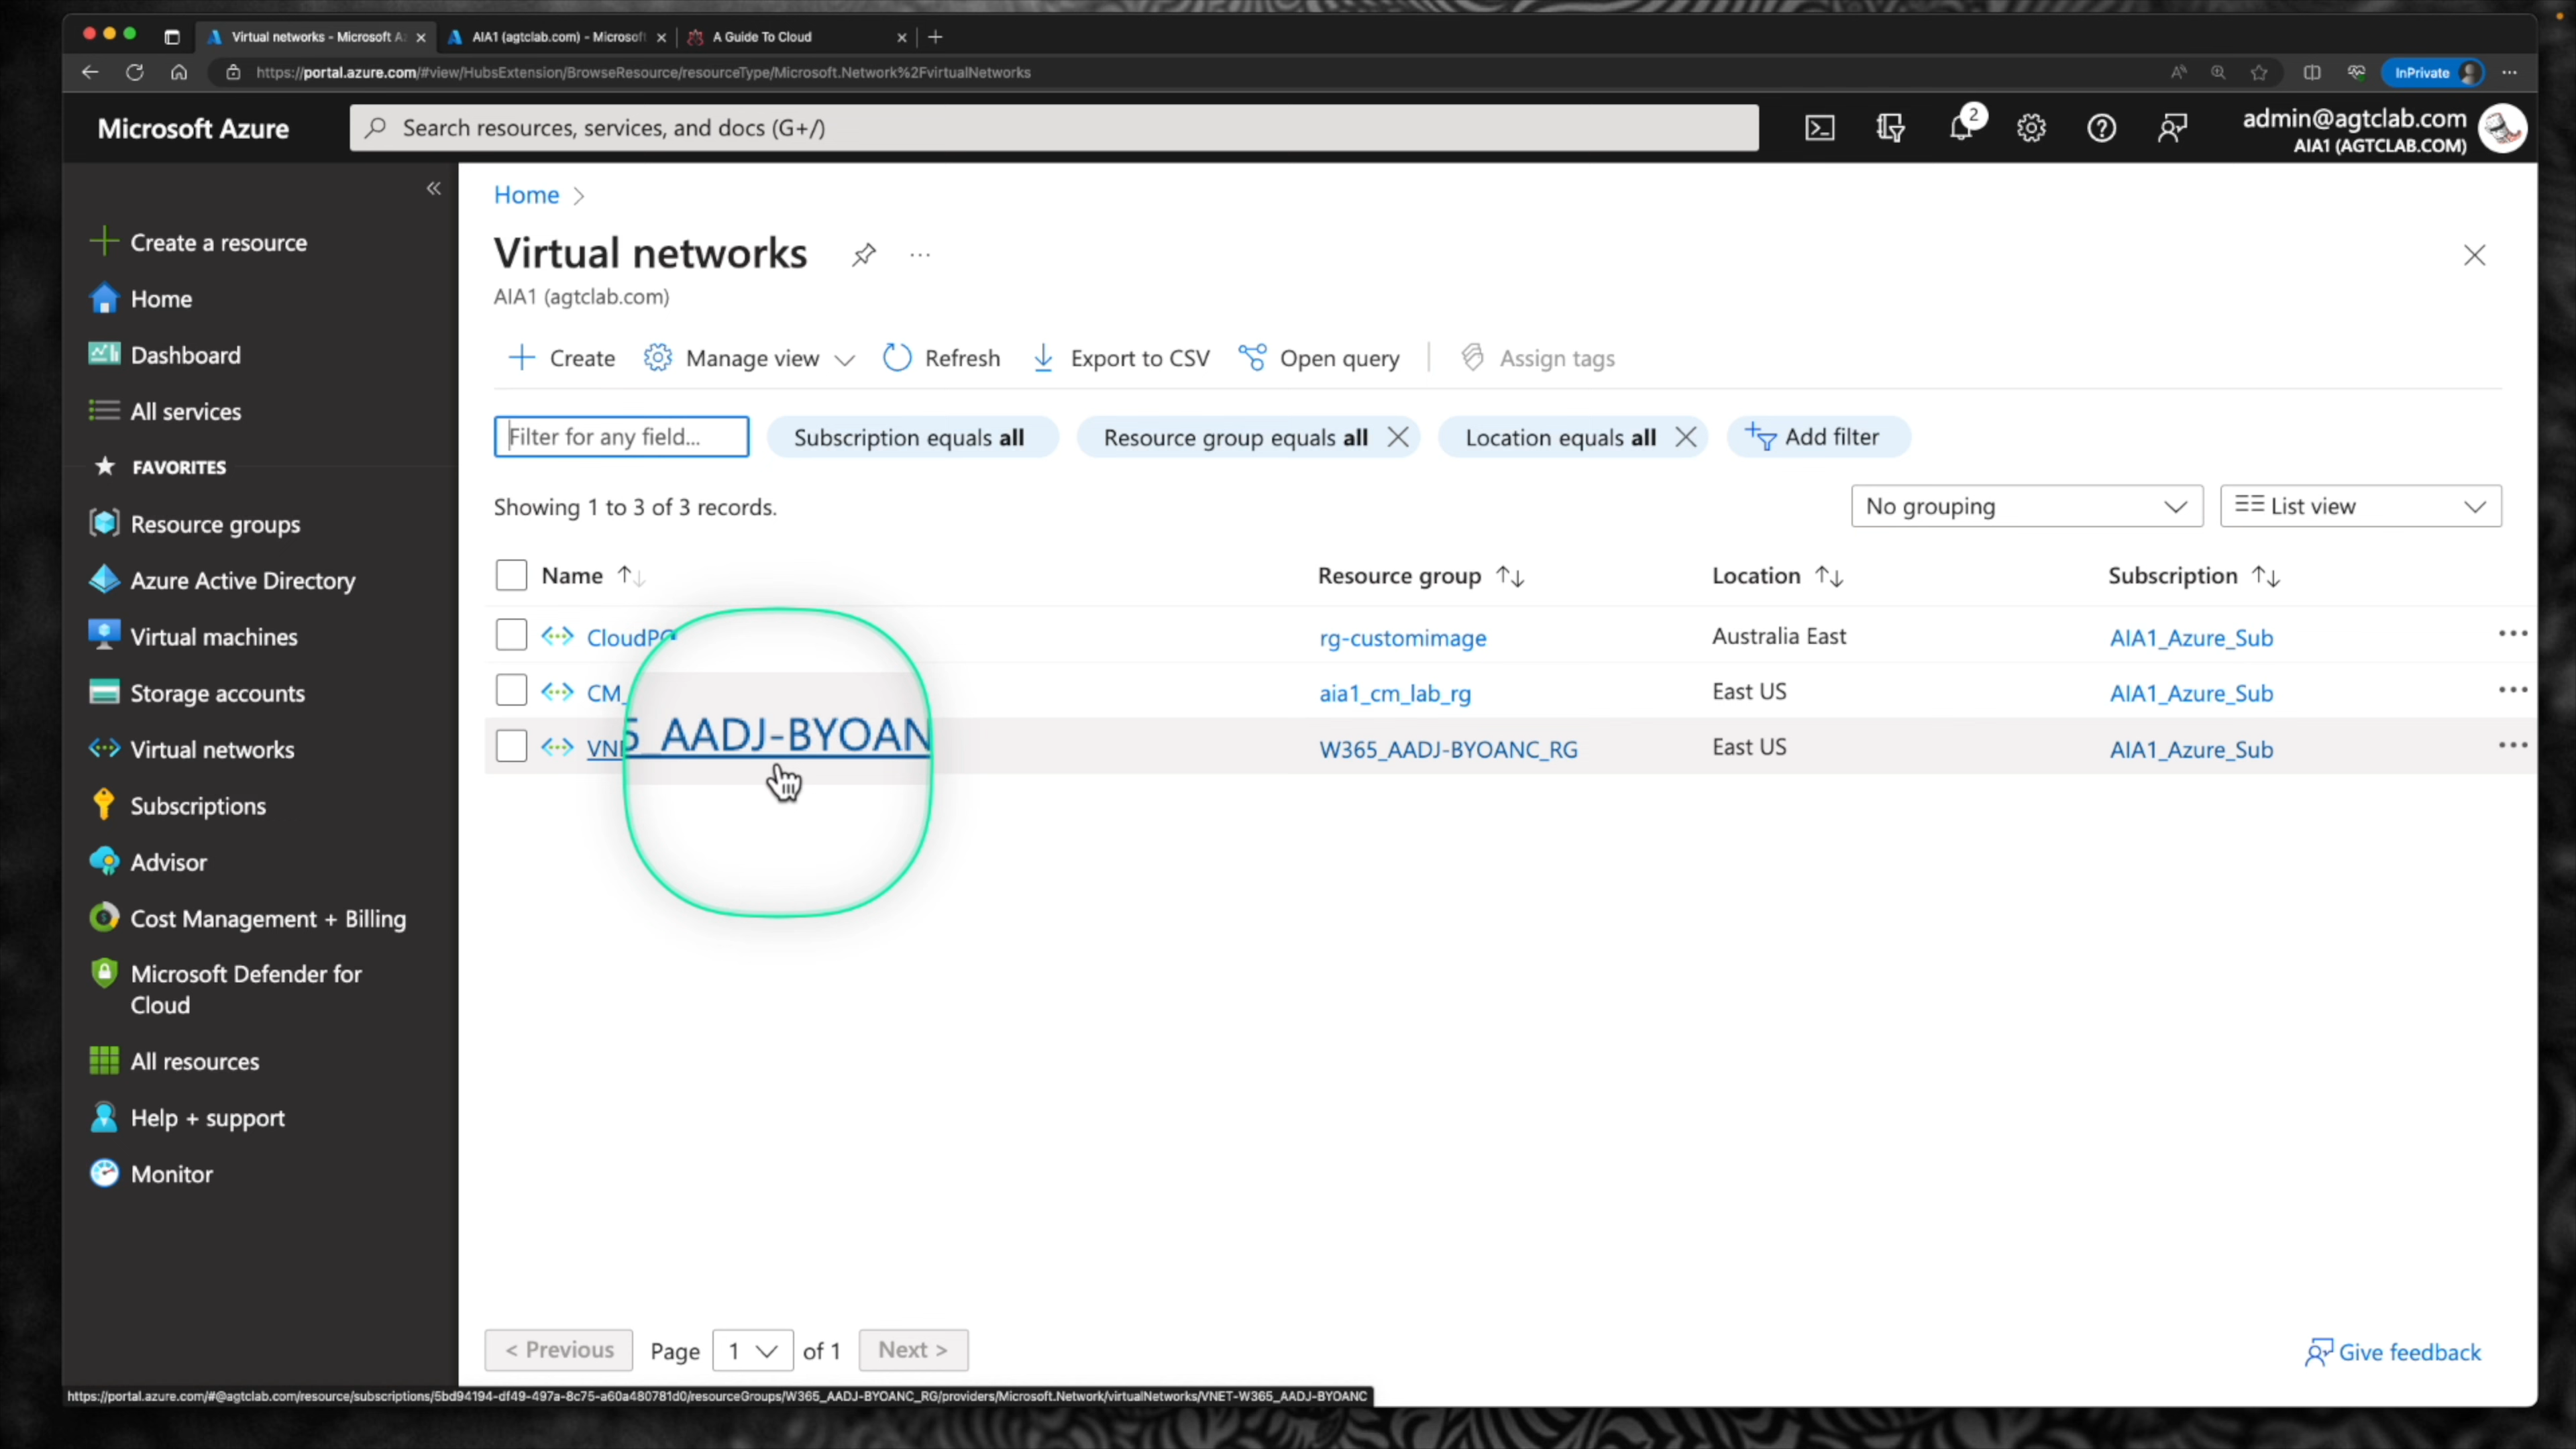 Virtual networks - Microsoft A
AIA1 (agtclab.com) - Microsoft
A Guide To Cloud
https://portal.azure.com/#view/HubsExtension/BrowseResource/resourceType/Microsoft.Network%2FvirtualNetworks
InPrivate
Microsoft Azure
Search resources, services, and docs (G+/)
2
admin@agtclab.com
AIA1 (AGTCLAB.COM)
Create a resource
Home
Dashboard
All services
FAVORITES
Resource groups
Azure Active Directory
Virtual machines
Storage accounts
Virtual networks
Subscriptions
Advisor
Cost Management + Billing
Microsoft Defender for
Cloud
All resources
Help + support
Monitor
Home >
Virtual networks
AIA1 (agtclab.com)
Create
Manage view
Refresh
Export to CSV
Open query
Assign tags
Filter for any field...
Subscription equals all
Resource group equals all
Location equals all
Add filter
Showing 1 to 3 of 3 records.
No grouping
List view
Name Resource group Location Subscription
CloudPC rg-customimage Australia East AIA1_Azure_Sub
CM_ aia1_cm_lab_rg East US AIA1_Azure_Sub
VNE 5_AADJ-BYOAN W365_AADJ-BYOANC_RG East US AIA1_Azure_Sub
< Previous Page 1 of 1 Next >
Give feedback
https://portal.azure.com/#@agtclab.com/resource/subscriptions/5bd94194-df49-497a-8c75-a60a480781d0/resourceGroups/W365_AADJ-BYOANC_RG/providers/Microsoft.Network/virtualNetworks/VNET-W365_AADJ-BYOANC